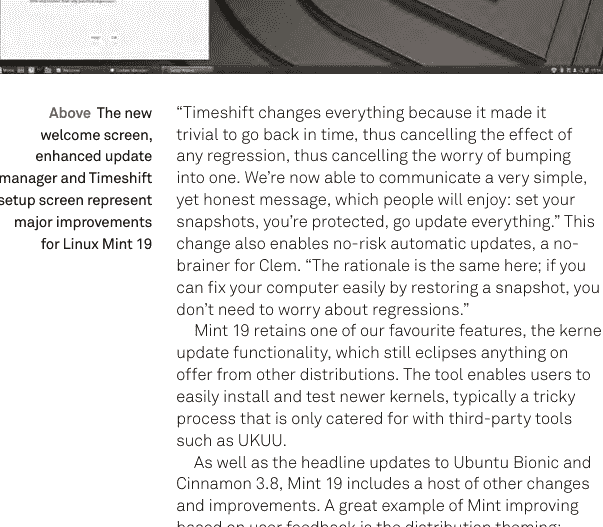 Above The new
welcome screen,
enhanced update
manager and Timeshift
setup screen represent
major improvements
for Linux Mint 19
“Timeshift changes everything because it made it
trivial to go back in time, thus cancelling the effect of
any regression, thus cancelling the worry of bumping
into one. We’re now able to communicate a very simple,
yet honest message, which people will enjoy: set your
snapshots, you’re protected, go update everything.” This
change also enables no-risk automatic updates, a no-
brainer for Clem. “The rationale is the same here; if you
can fix your computer easily by restoring a snapshot, you
don’t need to worry about regressions.”
Mint 19 retains one of our favourite features, the kerne
update functionality, which still eclipses anything on
offer from other distributions. The tool enables users to
easily install and test newer kernels, typically a tricky
process that is only catered for with third-party tools
such as UKUU.
As well as the headline updates to Ubuntu Bionic and
Cinnamon 3.8, Mint 19 includes a host of other changes
and improvements. A great example of Mint improving
based on user feedback is the distribution theming;